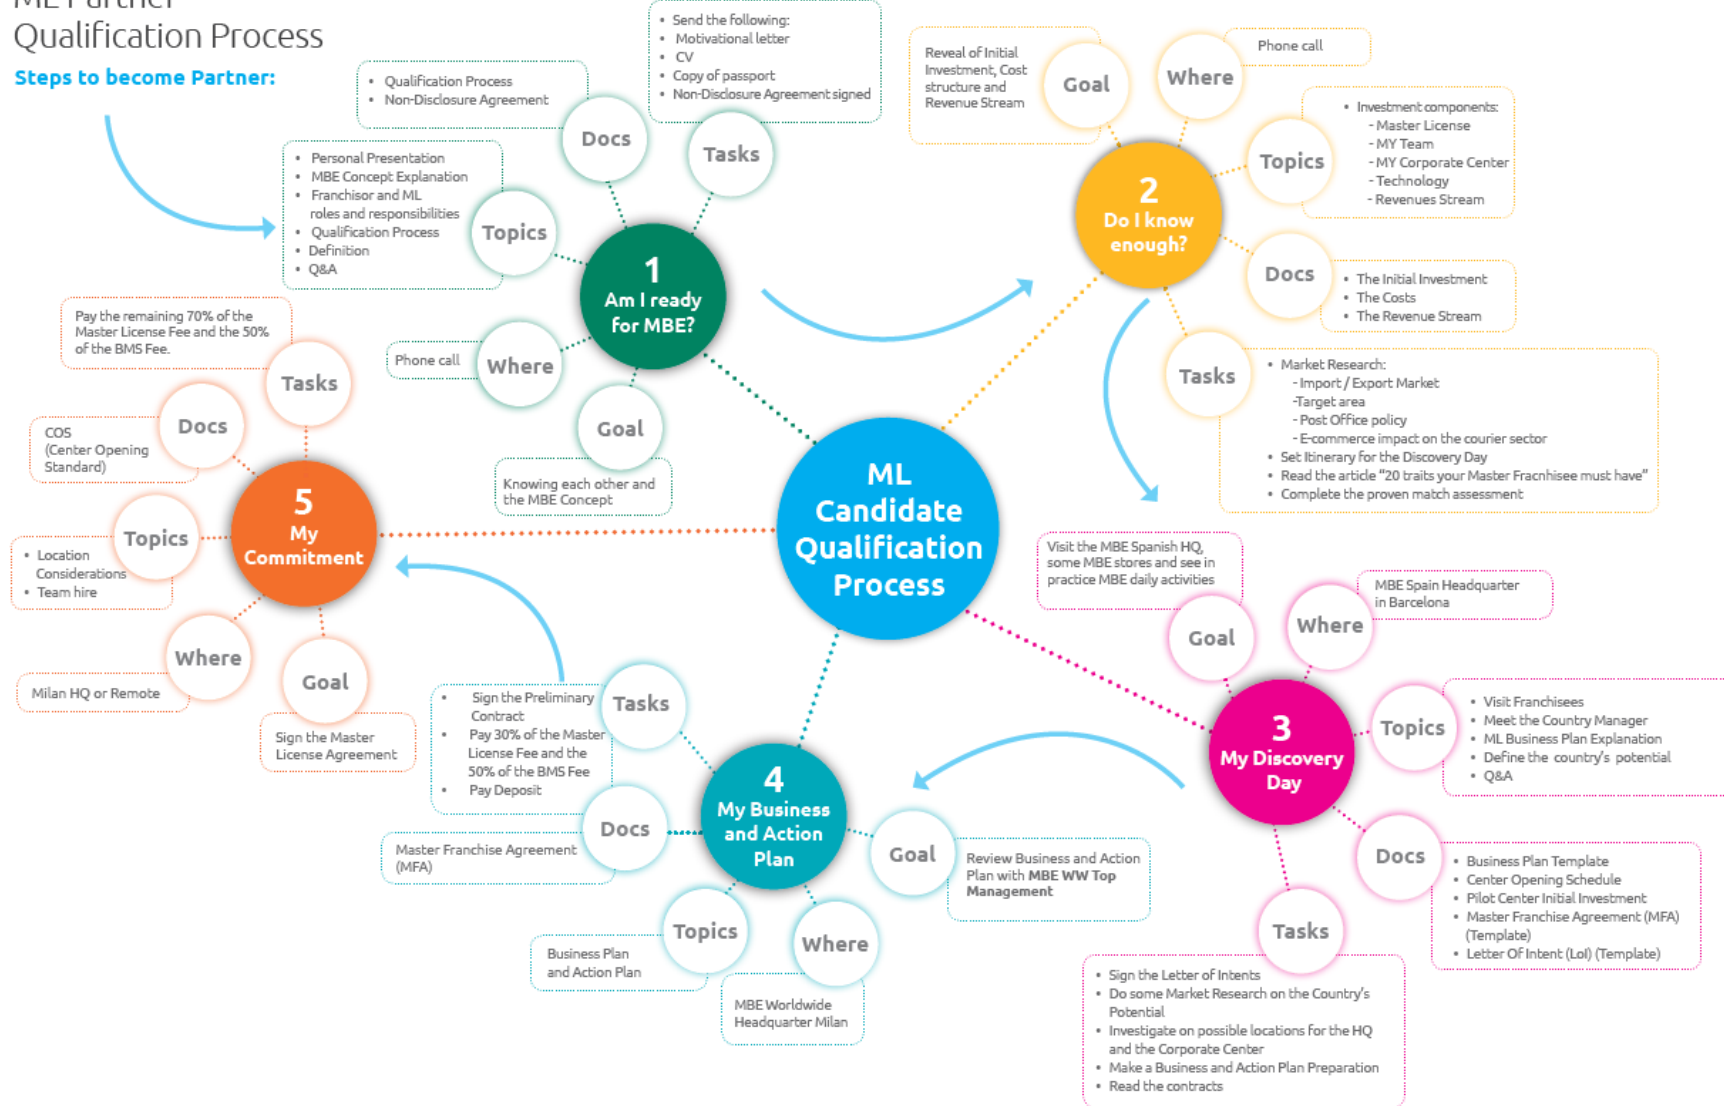 ML Partner
Qualification Process
Steps to become Partner:
• Qualification Process
• Non-Disclosure Agreement
Docs
• Send the following:
• Motivational letter
• CV
• Copy of passport
• Non-Disclosure Agreement signed
Tasks
• Personal Presentation
• MBE Concept Explanation
• Franchisor and ML
roles and responsibilities
• Qualification Process
• Definition
• Q&A
Topics
1
Am I ready
for MBE?
Phone call
Where
Goal
Knowing each other and
the MBE Concept
Reveal of Initial
Investment, Cost
structure and
Revenue Stream
Goal
Where
Phone call
Topics
• Investment components:
- Master License
- MY Team
- MY Corporate Center
- Technology
- Revenues Stream
2
Do I know
enough?
Docs
• The Initial Investment
• The Costs
• The Revenue Stream
Tasks
• Market Research:
- Import / Export Market
-Target area
- Post Office policy
- E-commerce impact on the courier sector
• Set Itinerary for the Discovery Day
• Read the article “20 traits your Master Fracnhisee must have”
• Complete the proven match assessment
ML
Candidate
Qualification
Process
Visit the MBE Spanish HQ,
some MBE stores and see in
practice MBE daily activities
Goal
Where
MBE Spain Headquarter
in Barcelona
Topics
• Visit Franchisees
• Meet the Country Manager
• ML Business Plan Explanation
• Define the country’s potential
• Q&A
3
My Discovery
Day
Docs
• Business Plan Template
• Center Opening Schedule
• Pilot Center Initial Investment
• Master Franchise Agreement (MFA)
(Template)
• Letter Of Intent (LoI) (Template)
Tasks
• Sign the Letter of Intents
• Do some Market Research on the Country’s
Potential
• Investigate on possible locations for the HQ
and the Corporate Center
• Make a Business and Action Plan Preparation
• Read the contracts
• Sign the Preliminary
Contract
• Pay 30% of the Master
License Fee and the
50% of the BMS Fee
• Pay Deposit
Tasks
4
My Business
and Action
Plan
Docs
Master Franchise Agreement
(MFA)
Goal
Review Business and Action
Plan with MBE WW Top
Management
Topics
Business Plan
and Action Plan
Where
MBE Worldwide
Headquarter Milan
Pay the remaining 70% of the
Master License Fee and the 50%
of the BMS Fee.
Tasks
Docs
COS
(Center Opening
Standard)
5
My
Commitment
Topics
• Location
Considerations
• Team hire
Where
Milan HQ or Remote
Goal
Sign the Master
License Agreement